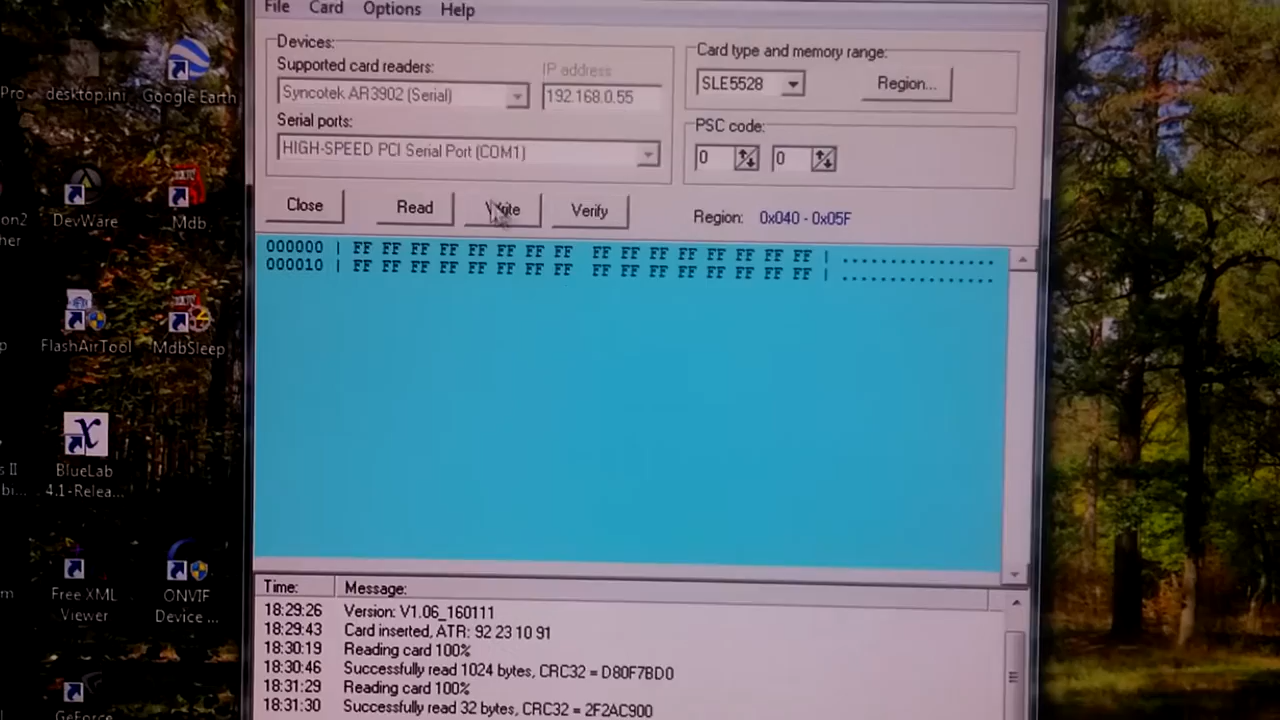 File Card Options Help
Devices:
Supported card readers:
IP address
Syncotek AR3902 (Serial)
192.168.0.55
Serial ports:
HIGH-SPEED PCI Serial Port (COM1)
Card type and memory range:
SLE5528
Region...
PSC code:
0
0
Close
Read
Write
Verify
Region: 0x040 - 0x05F
000000 | FF FF FF FF FF FF FF FF FF FF FF FF FF FF FF FF | ................
000010 | FF FF FF FF FF FF FF FF FF FF FF FF FF FF FF FF | ................
Time: Message:
18:29:26 Version: V1.06_160111
18:29:43 Card inserted, ATR: 92 23 10 91
18:30:19 Reading card 100%
18:30:46 Successfully read 1024 bytes, CRC32 = D80F7BD0
18:31:29 Reading card 100%
18:31:30 Successfully read 32 bytes, CRC32 = 2F2AC900
Pro...
desktop.ini
Google Earth
DevWare
Mdb
FlashAirTool
MdbSleep
BlueLab
4.1-Relea...
Free XML
Viewer
ONVIF
Device ...
GeForce